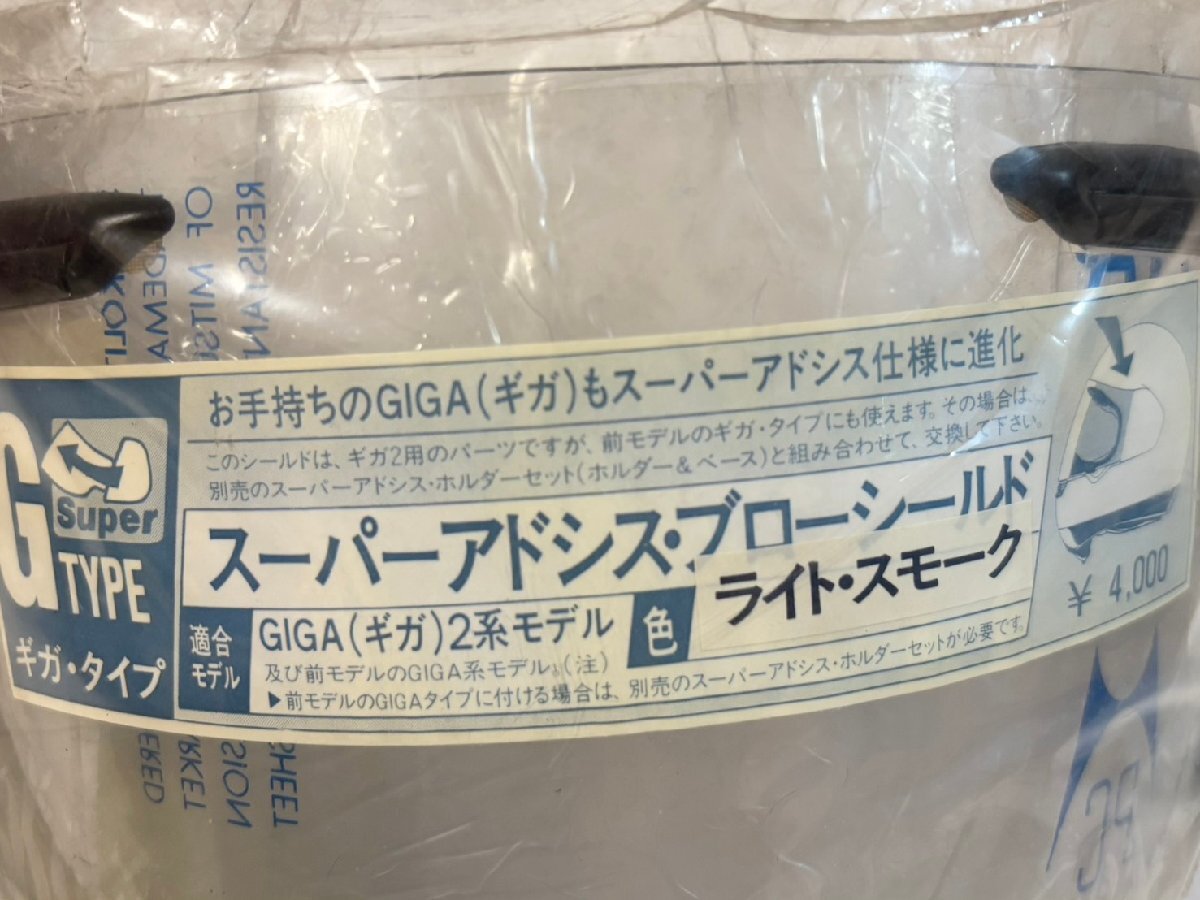 お手持ちのGIGA(ギガ)もスーパーアドシス仕様に進化
このシールドは、ギガ2用のパーツですが、前モデルのギガ・タイプにも使えます。その場合は、
別売のスーパーアドシス・ホルダーセット(ホルダー&ベース)と組み合わせて、交換して下さい。
G
Super
TYPE
ギガ・タイプ
スーパーアドシス・ブローシールド
適合
モデル
GIGA(ギガ)2系モデル
及び前モデルのGIGA系モデル。(注)
▶前モデルのGIGAタイプに付ける場合は、別売のスーパーアドシス・ホルダーセットが必要です。
色
ライト・スモーク
¥ 4,000
RESISTAN
OF MITSU
SHEET
SION
RKET
ERED